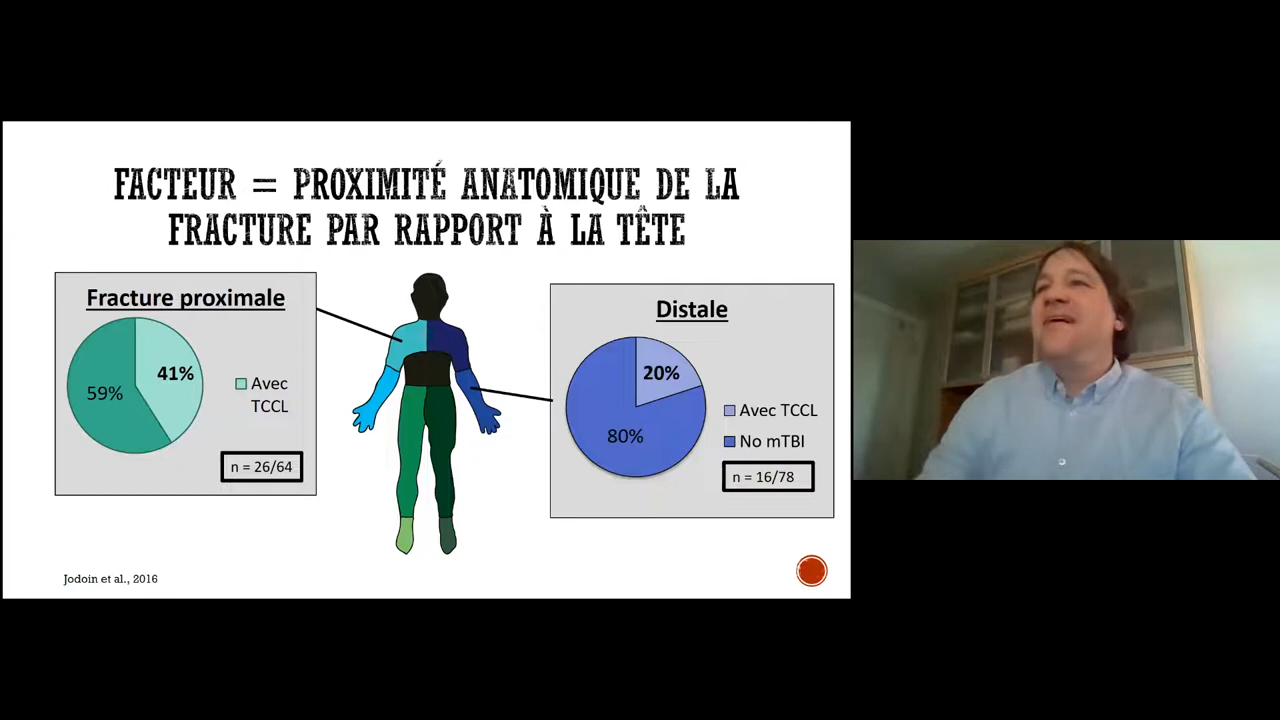 FACTEUR = PROXIMITÉ ANATOMIQUE DE LA
FRACTURE PAR RAPPORT À LA TÊTE
Fracture proximale
59%
41%
Avec
TCCL
n = 26/64
Distale
20%
80%
Avec TCCL
No mTBI
n = 16/78
Jodoin et al., 2016